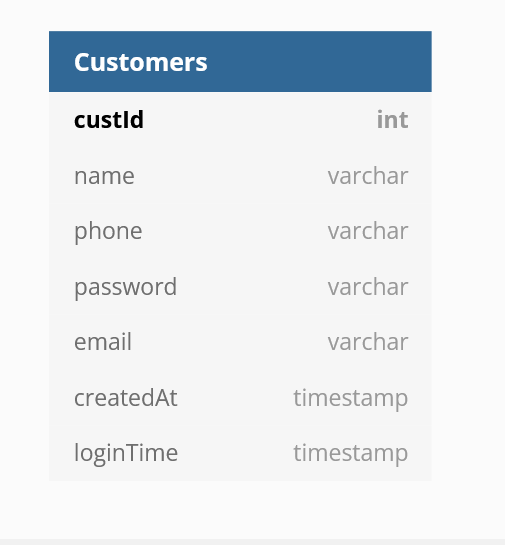 Customers
custId int
name varchar
phone varchar
password varchar
email varchar
createdAt timestamp
loginTime timestamp